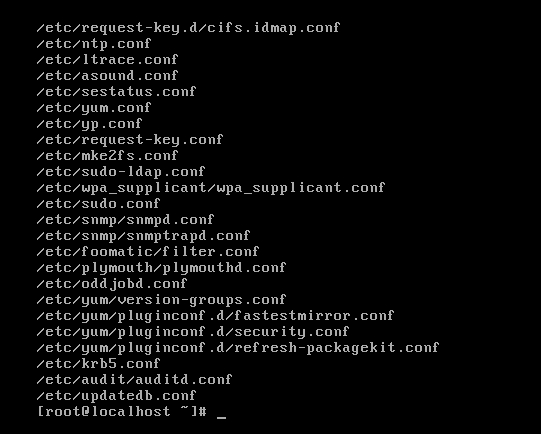 /etc/request-key.d/cifs.idmap.conf
/etc/ntp.conf
/etc/ltrace.conf
/etc/asound.conf
/etc/sestatus.conf
/etc/yum.conf
/etc/yp.conf
/etc/request-key.conf
/etc/mke2fs.conf
/etc/sudo-ldap.conf
/etc/wpa_supplicant/wpa_supplicant.conf
/etc/sudo.conf
/etc/snmp/snmpd.conf
/etc/snmp/snmptrapd.conf
/etc/foomatic/filter.conf
/etc/plymouth/plymouthd.conf
/etc/oddjobd.conf
/etc/yum/version-groups.conf
/etc/yum/pluginconf.d/fastestmirror.conf
/etc/yum/pluginconf.d/security.conf
/etc/yum/pluginconf.d/refresh-packagekit.conf
/etc/krb5.conf
/etc/audit/auditd.conf
/etc/updatedb.conf
[root@localhost ~]# _